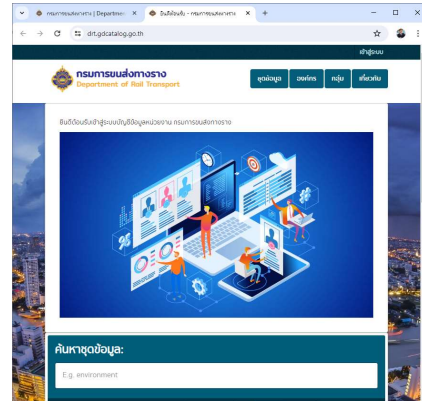 กรมการขนส่งทางราง | Departmen
ยินดีต้อนรับ - กรมการขนส่งทางราง
drt.gdcatalog.go.th
เข้าสู่ระบบ
กรมการขนส่งทางราง
Department of Rail Transport
ชุดข้อมูล
องค์กร
กลุ่ม
เกี่ยวกับ
ยินดีต้อนรับเข้าสู่ระบบบัญชีข้อมูลหน่วยงาน กรมการขนส่งทางราง
ค้นหาชุดข้อมูล:
E.g. environment